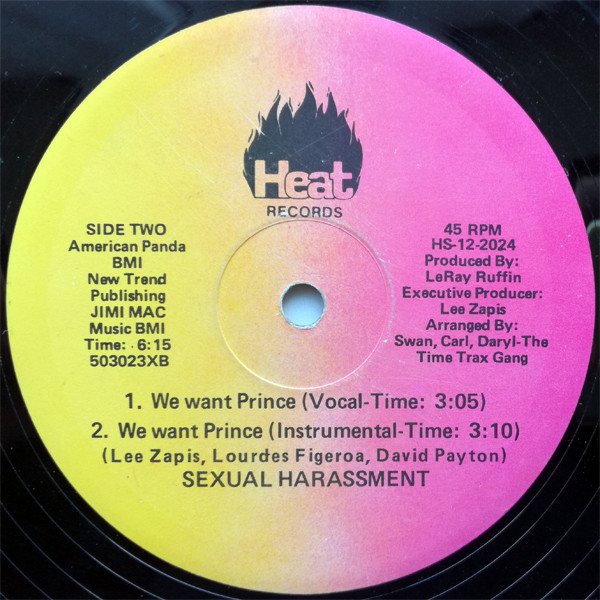 Heat
RECORDS
SIDE TWO
American Panda
BMI
New Trend
Publishing
JIMI MAC
Music BMI
Time: 6:15
503023XB
45 RPM
HS-12-2024
Produced By:
LeRay Ruffin
Executive Producer:
Lee Zapis
Arranged By:
Swan, Carl, Daryl-The
Time Trax Gang
1. We want Prince (Vocal-Time: 3:05)
2. We want Prince (Instrumental-Time: 3:10)
(Lee Zapis, Lourdes Figeroa, David Payton)
SEXUAL HARASSMENT